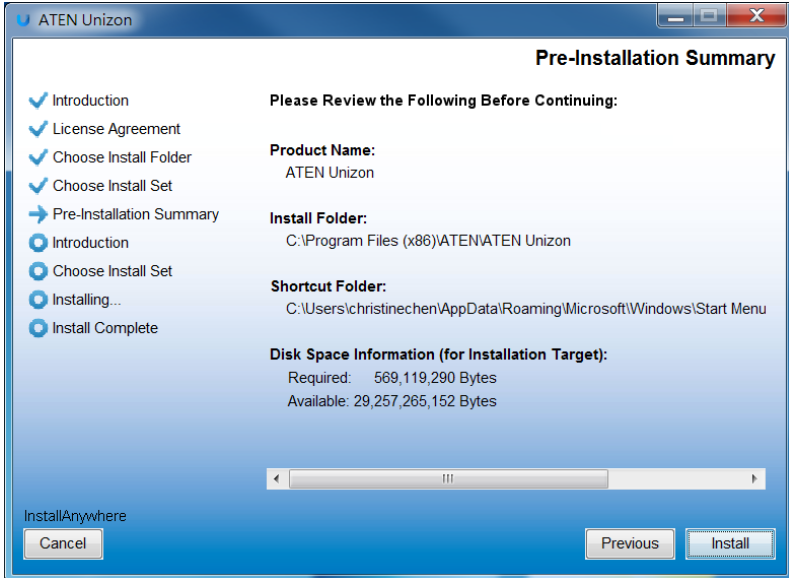 ATEN Unizon
Pre-Installation Summary
Introduction
License Agreement
Choose Install Folder
Choose Install Set
Pre-Installation Summary
Introduction
Choose Install Set
Installing...
Install Complete
Please Review the Following Before Continuing:
Product Name:
ATEN Unizon
Install Folder:
C:\Program Files (x86)\ATEN\ATEN Unizon
Shortcut Folder:
C:\Users\christinechen\AppData\Roaming\Microsoft\Windows\Start Menu
Disk Space Information (for Installation Target):
Required: 569,119,290 Bytes
Available: 29,257,265,152 Bytes
InstallAnywhere
Cancel
Previous
Install